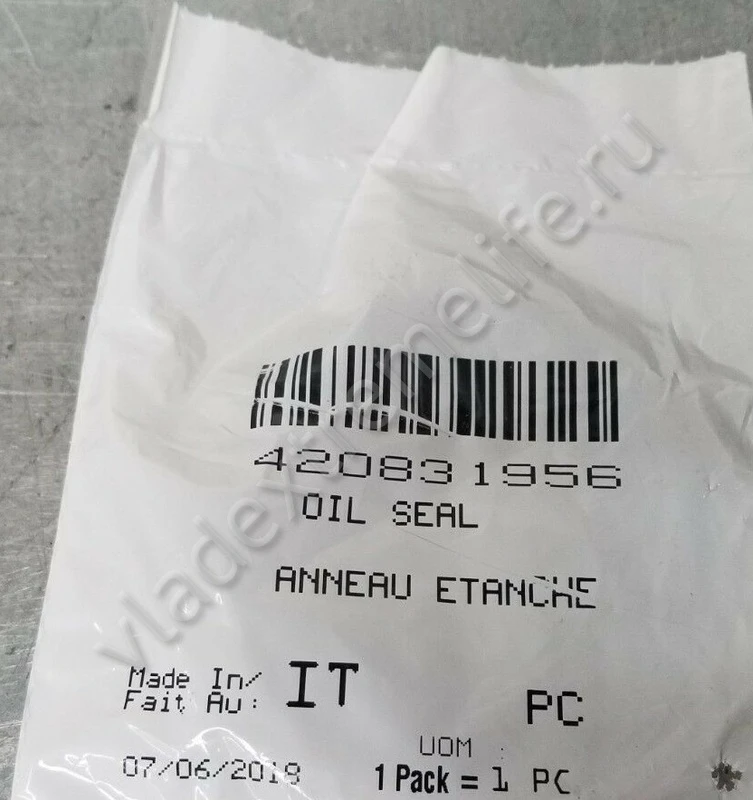 vladextremelife.ru
420831956
OIL SEAL
ANNEAU ETANCHE
Made In/ IT
Fait Au:
PC
UOM :
07/06/2018
1 Pack = 1 PC